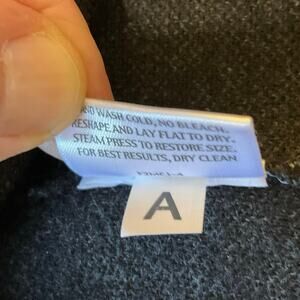 AND WASH COLD, NO BLEACH.
RESHAPE AND LAY FLAT TO DRY.
STEAM PRESS TO RESTORE SIZE.
FOR BEST RESULTS, DRY CLEAN
A